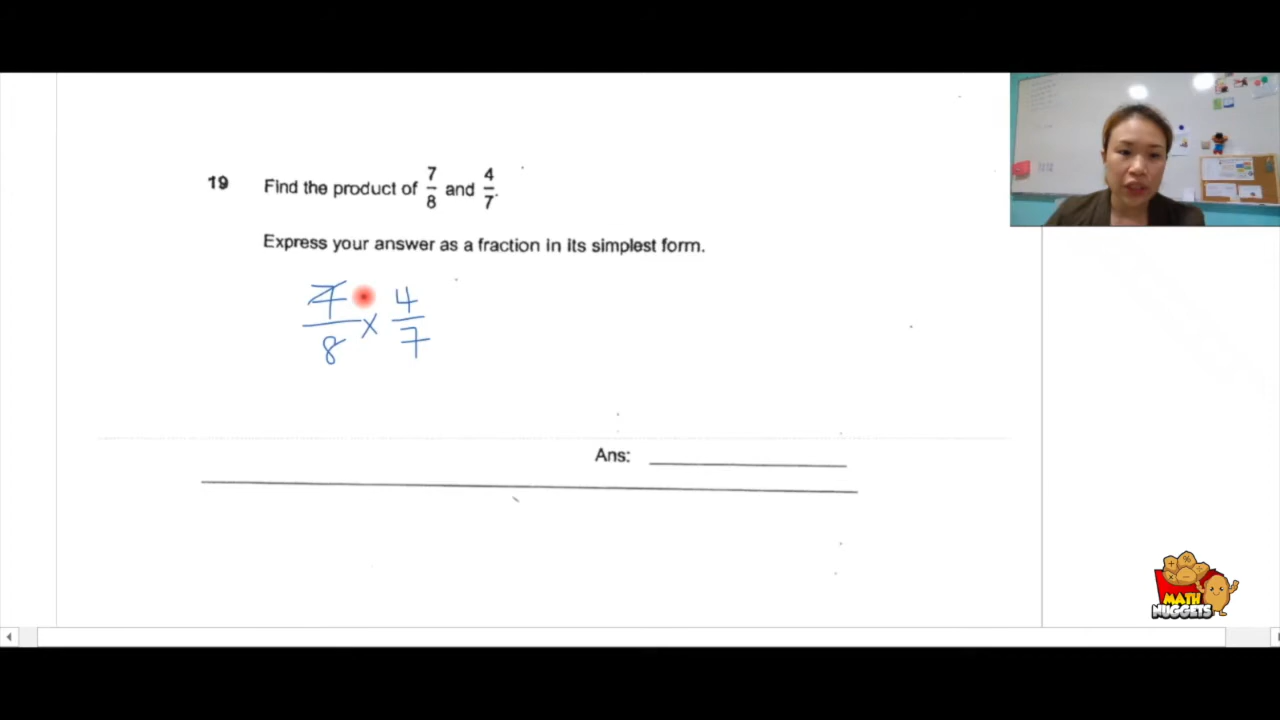 19 Find the product of 7/8 and 4/7.
Express your answer as a fraction in its simplest form.
7/8 x 4/7
Ans:
MATH
NUGGETS